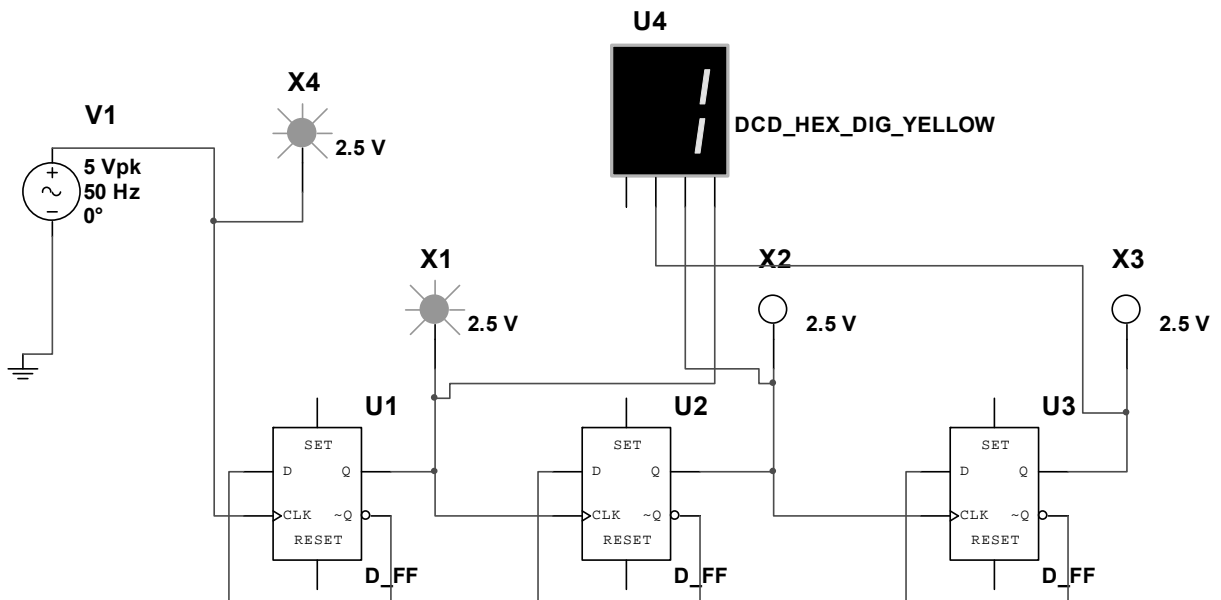 U4
X4
V1
DCD_HEX_DIG_YELLOW
2.5 V
5 Vpk
50 Hz
0°
X1
X2
X3
2.5 V
2.5 V
2.5 V
U1
U2
U3
SET
D Q
CLK ~Q
RESET
D_FF
SET
D Q
CLK ~Q
RESET
D_FF
SET
D Q
CLK ~Q
RESET
D_FF
1